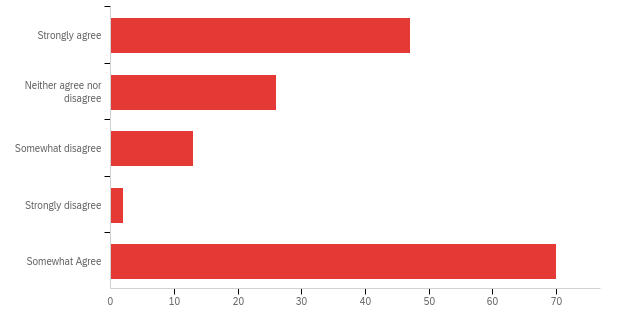 Strongly agree
Neither agree nor
disagree
Somewhat disagree
Strongly disagree
Somewhat Agree
0 10 20 30 40 50 60 70